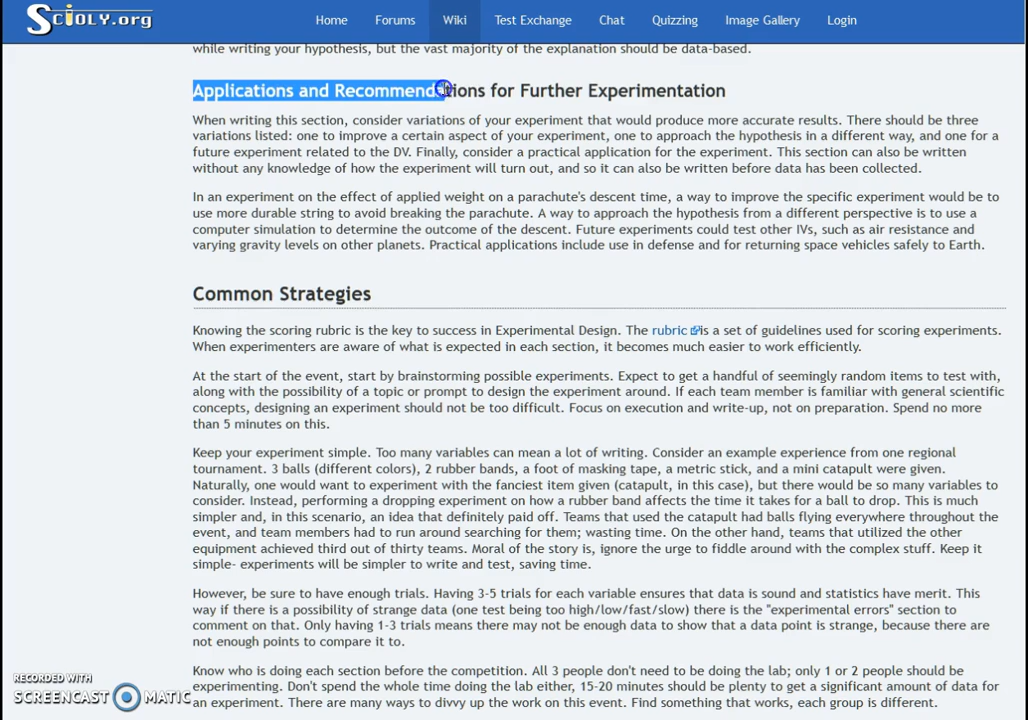 SCIOLY.ORG
Home Forums Wiki Test Exchange Chat Quizzing Image Gallery Login
while writing your hypothesis, but the vast majority of the explanation should be data-based.
Applications and Recommendations for Further Experimentation
When writing this section, consider variations of your experiment that would produce more accurate results. There should be three
variations listed: one to improve a certain aspect of your experiment, one to approach the hypothesis in a different way, and one for a
future experiment related to the DV. Finally, consider a practical application for the experiment. This section can also be written
without any knowledge of how the experiment will turn out, and so it can also be written before data has been collected.
In an experiment on the effect of applied weight on a parachute's descent time, a way to improve the specific experiment would be to
use more durable string to avoid breaking the parachute. A way to approach the hypothesis from a different perspective is to use a
computer simulation to determine the outcome of the descent. Future experiments could test other IVs, such as air resistance and
varying gravity levels on other planets. Practical applications include use in defense and for returning space vehicles safely to Earth.
Common Strategies
Knowing the scoring rubric is the key to success in Experimental Design. The rubric is a set of guidelines used for scoring experiments.
When experimenters are aware of what is expected in each section, it becomes much easier to work efficiently.
At the start of the event, start by brainstorming possible experiments. Expect to get a handful of seemingly random items to test with,
along with the possibility of a topic or prompt to design the experiment around. If each team member is familiar with general scientific
concepts, designing an experiment should not be too difficult. Focus on execution and write-up, not on preparation. Spend no more
than 5 minutes on this.
Keep your experiment simple. Too many variables can mean a lot of writing. Consider an example experience from one regional
tournament. 3 balls (different colors), 2 rubber bands, a foot of masking tape, a metric stick, and a mini catapult were given.
Naturally, one would want to experiment with the fanciest item given (catapult, in this case), but there would be so many variables to
consider. Instead, performing a dropping experiment on how a rubber band affects the time it takes for a ball to drop. This is much
simpler and, in this scenario, an idea that definitely paid off. Teams that used the catapult had balls flying everywhere throughout the
event, and team members had to run around searching for them; wasting time. On the other hand, teams that utilized the other
equipment achieved third out of thirty teams. Moral of the story is, ignore the urge to fiddle around with the complex stuff. Keep it
simple- experiments will be simpler to write and test, saving time.
However, be sure to have enough trials. Having 3-5 trials for each variable ensures that data is sound and statistics have merit. This
way if there is a possibility of strange data (one test being too high/low/fast/slow) there is the "experimental errors" section to
comment on that. Only having 1-3 trials means there may not be enough data to show that a data point is strange, because there are
not enough points to compare it to.
Know who is doing each section before the competition. All 3 people don't need to be doing the lab; only 1 or 2 people should be
experimenting. Don't spend the whole time doing the lab either, 15-20 minutes should be plenty to get a significant amount of data for
an experiment. There are many ways to divvy up the work on this event. Find something that works, each group is different.
RECORDED WITH
SCREENCAST MATIC